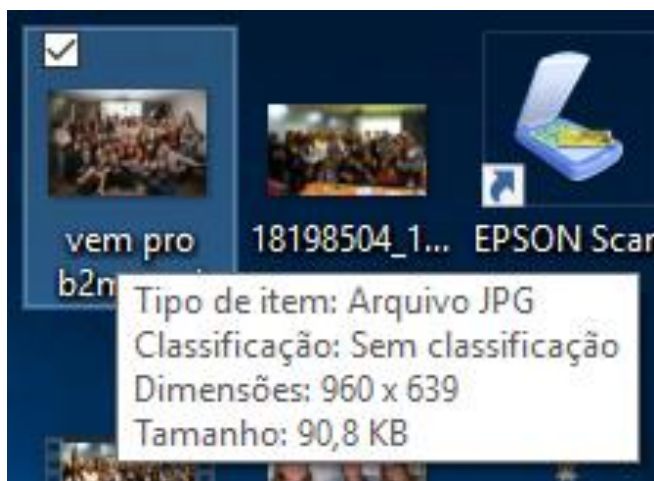 vem pro
18198504_1...
EPSON Scar
Tipo de item: Arquivo JPG
Classificação: Sem classificação
Dimensões: 960 x 639
Tamanho: 90,8 KB